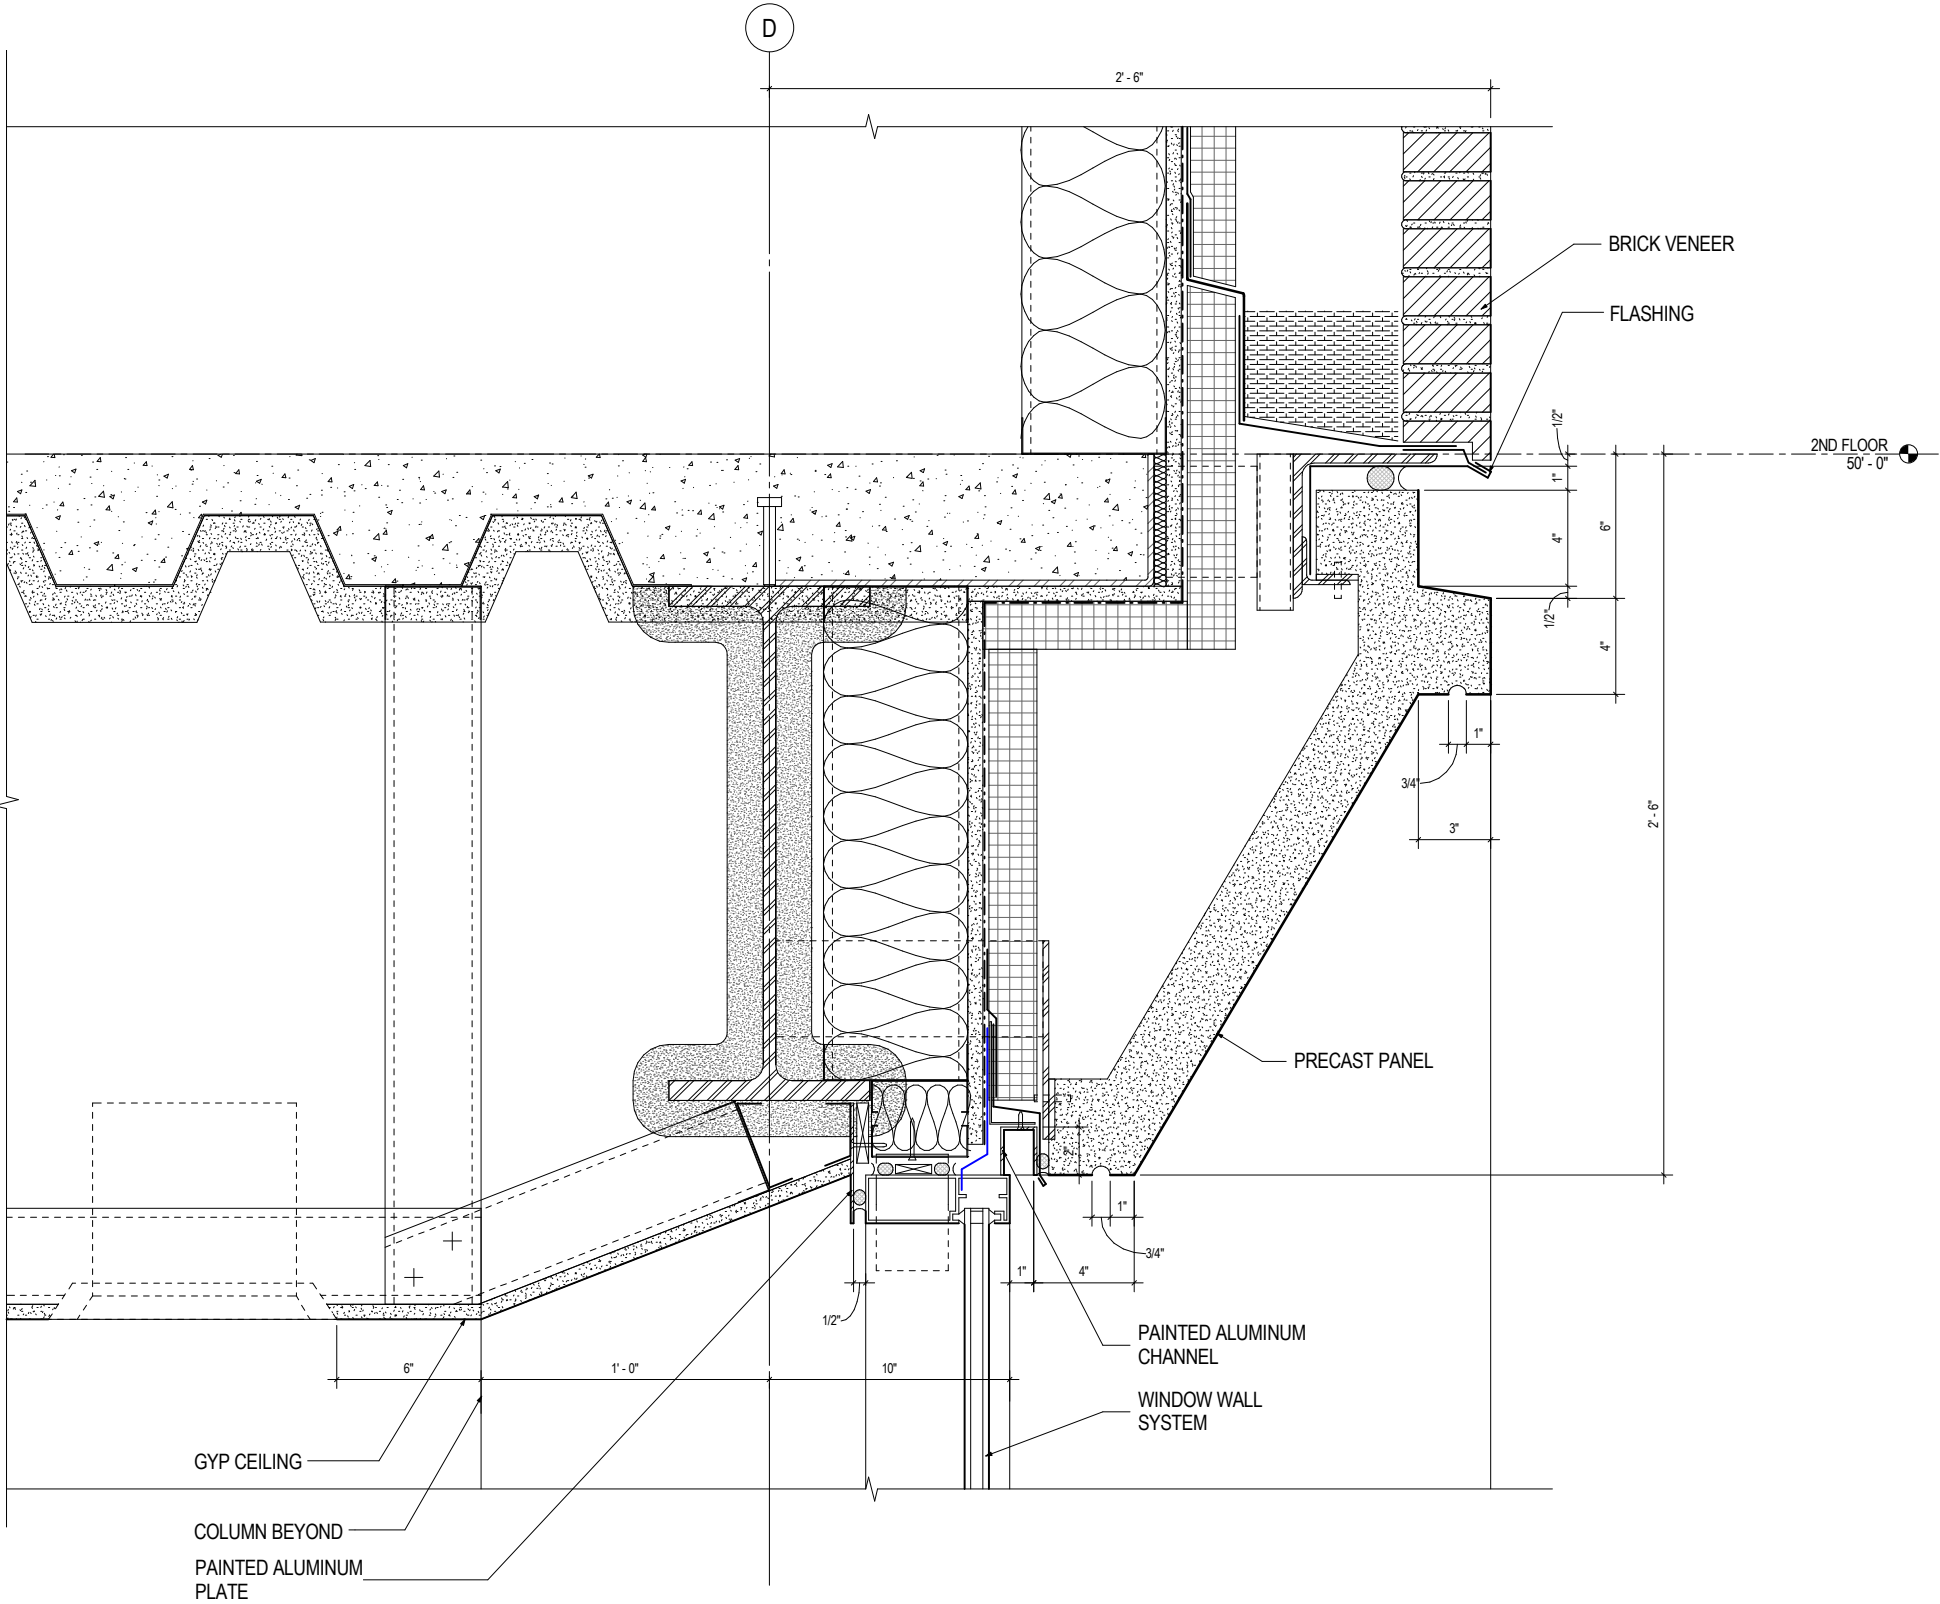 D
2' - 6"
BRICK VENEER
FLASHING
1/2"
2ND FLOOR
50' - 0"
1"
6"
4"
1/2"
4"
1"
3/4"
3"
2' - 6"
PRECAST PANEL
2"
1"
3/4"
1"
4"
1/2"
PAINTED ALUMINUM
CHANNEL
6"
1' - 0"
10"
WINDOW WALL
SYSTEM
GYP CEILING
COLUMN BEYOND
PAINTED ALUMINUM
PLATE